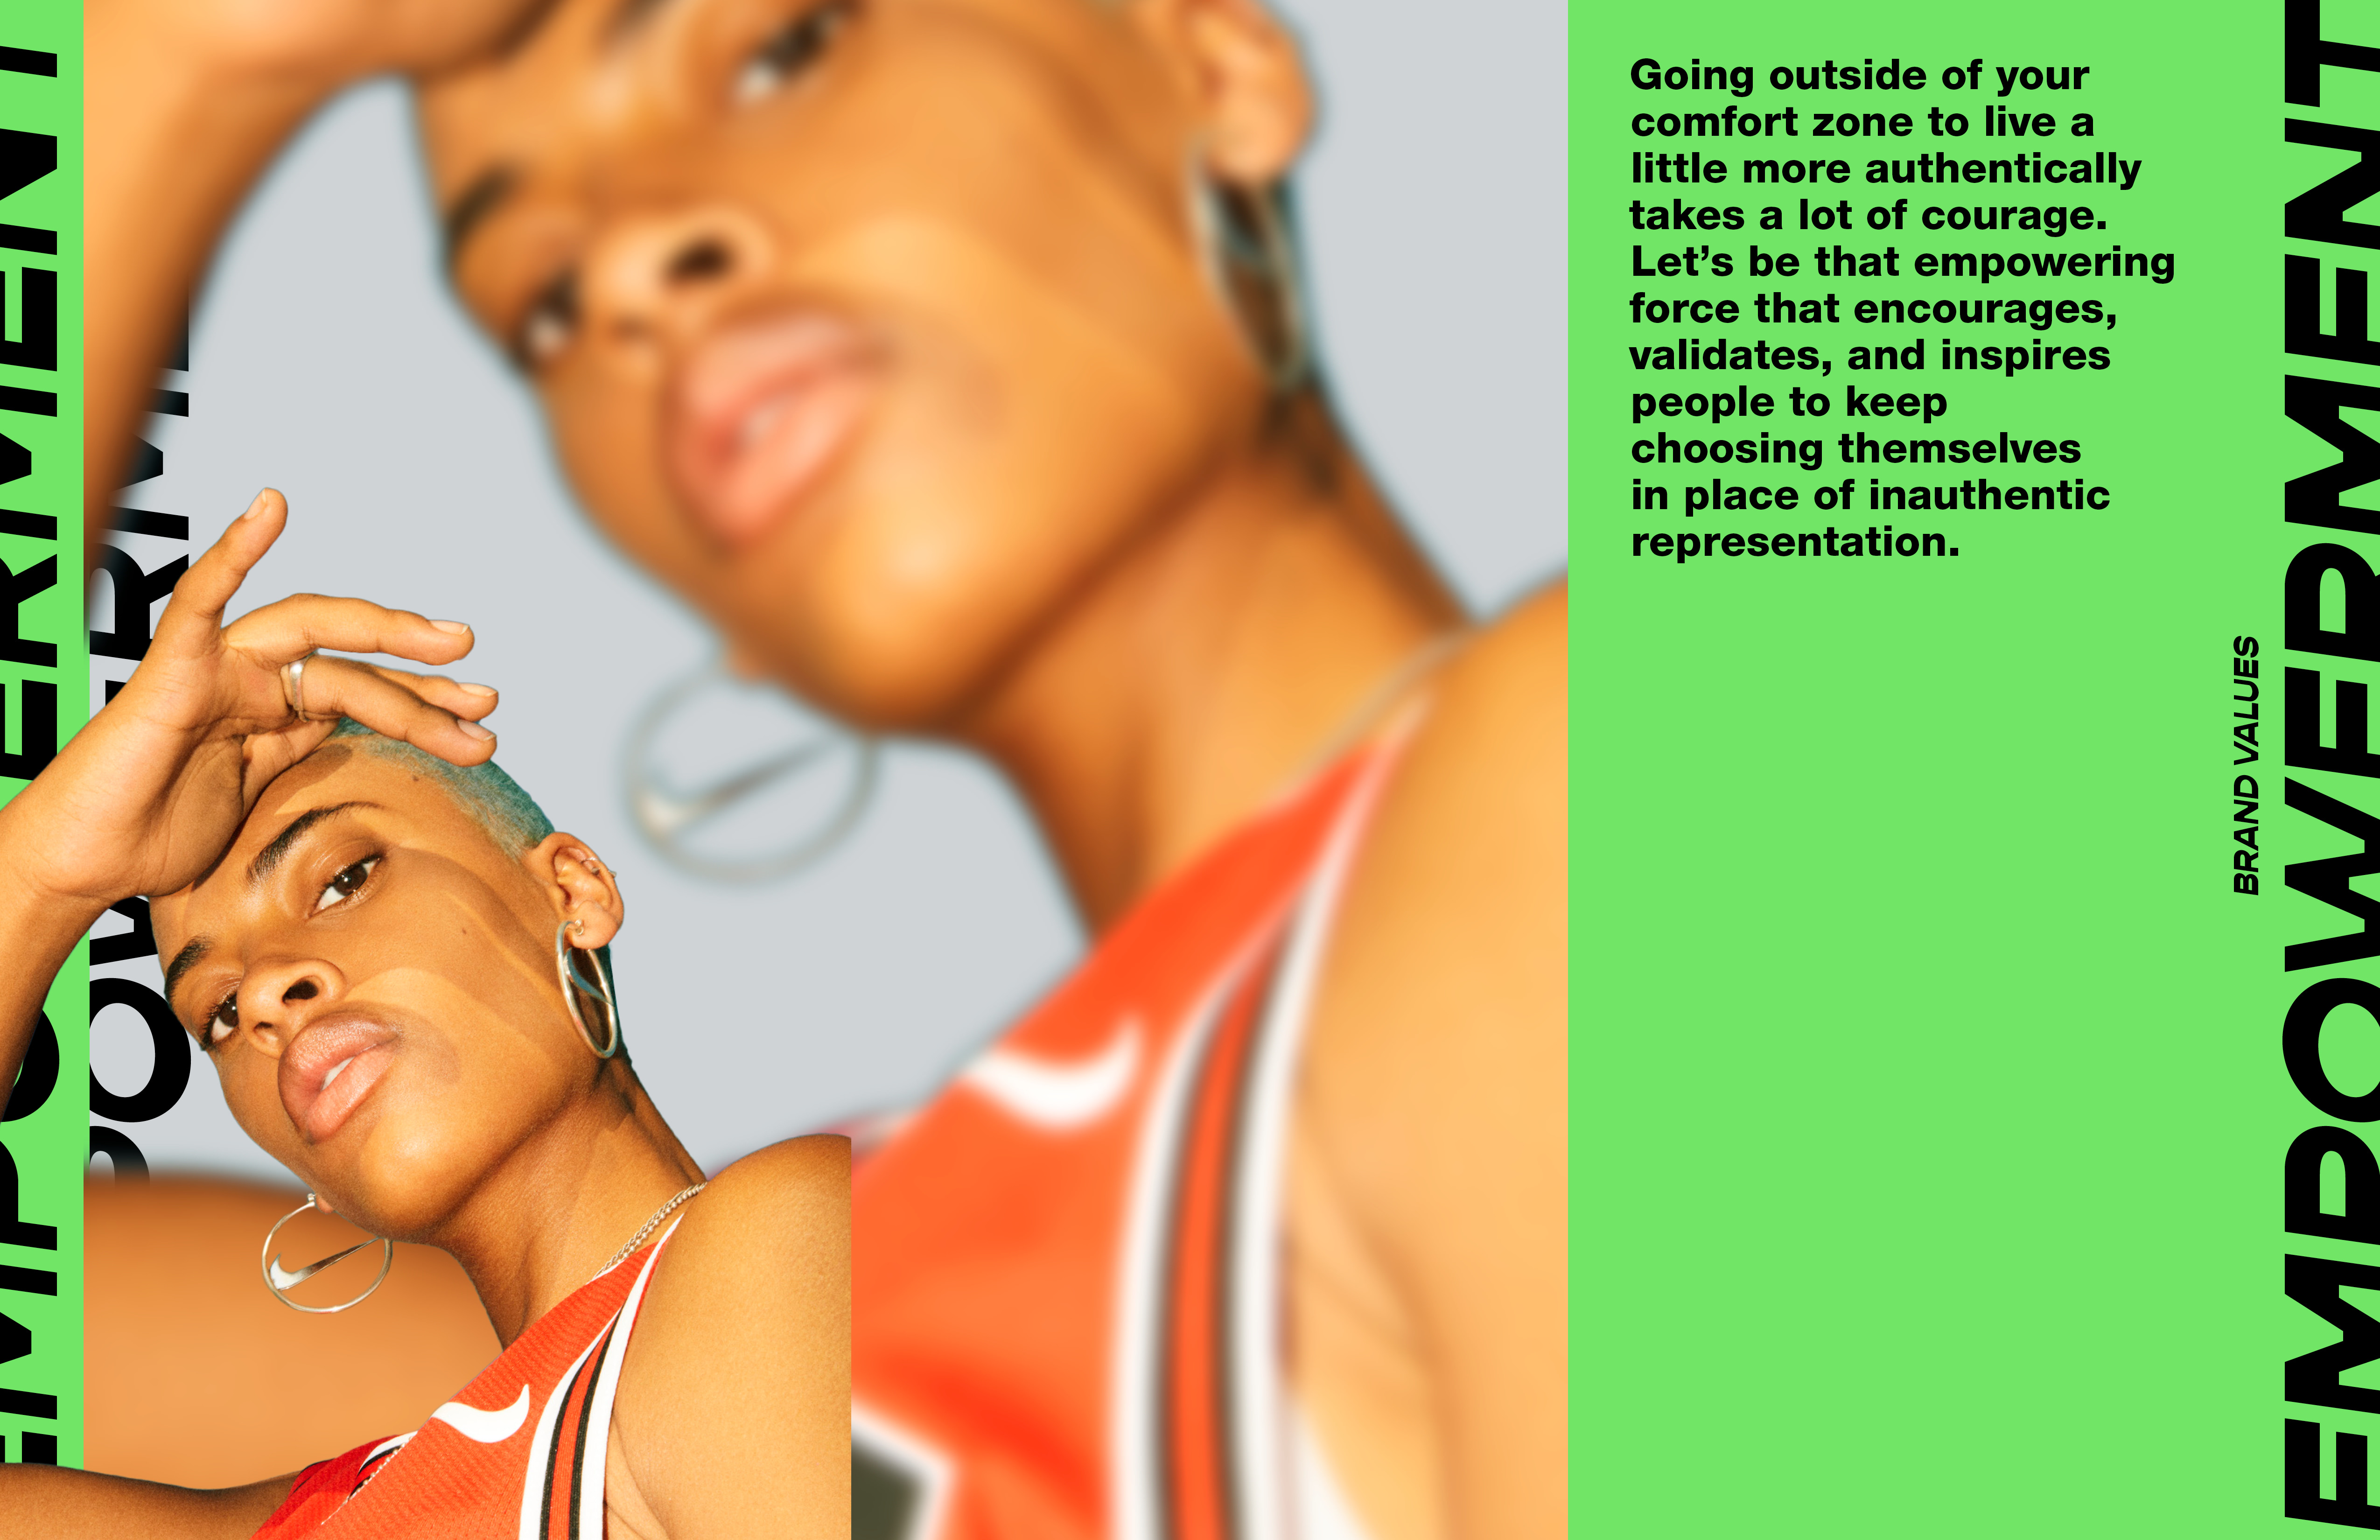 Going outside of your
comfort zone to live a
little more authentically
takes a lot of courage.
Let’s be that empowering
force that encourages,
validates, and inspires
people to keep
choosing themselves
in place of inauthentic
representation.
BRAND VALUES
EMPOWERMENT